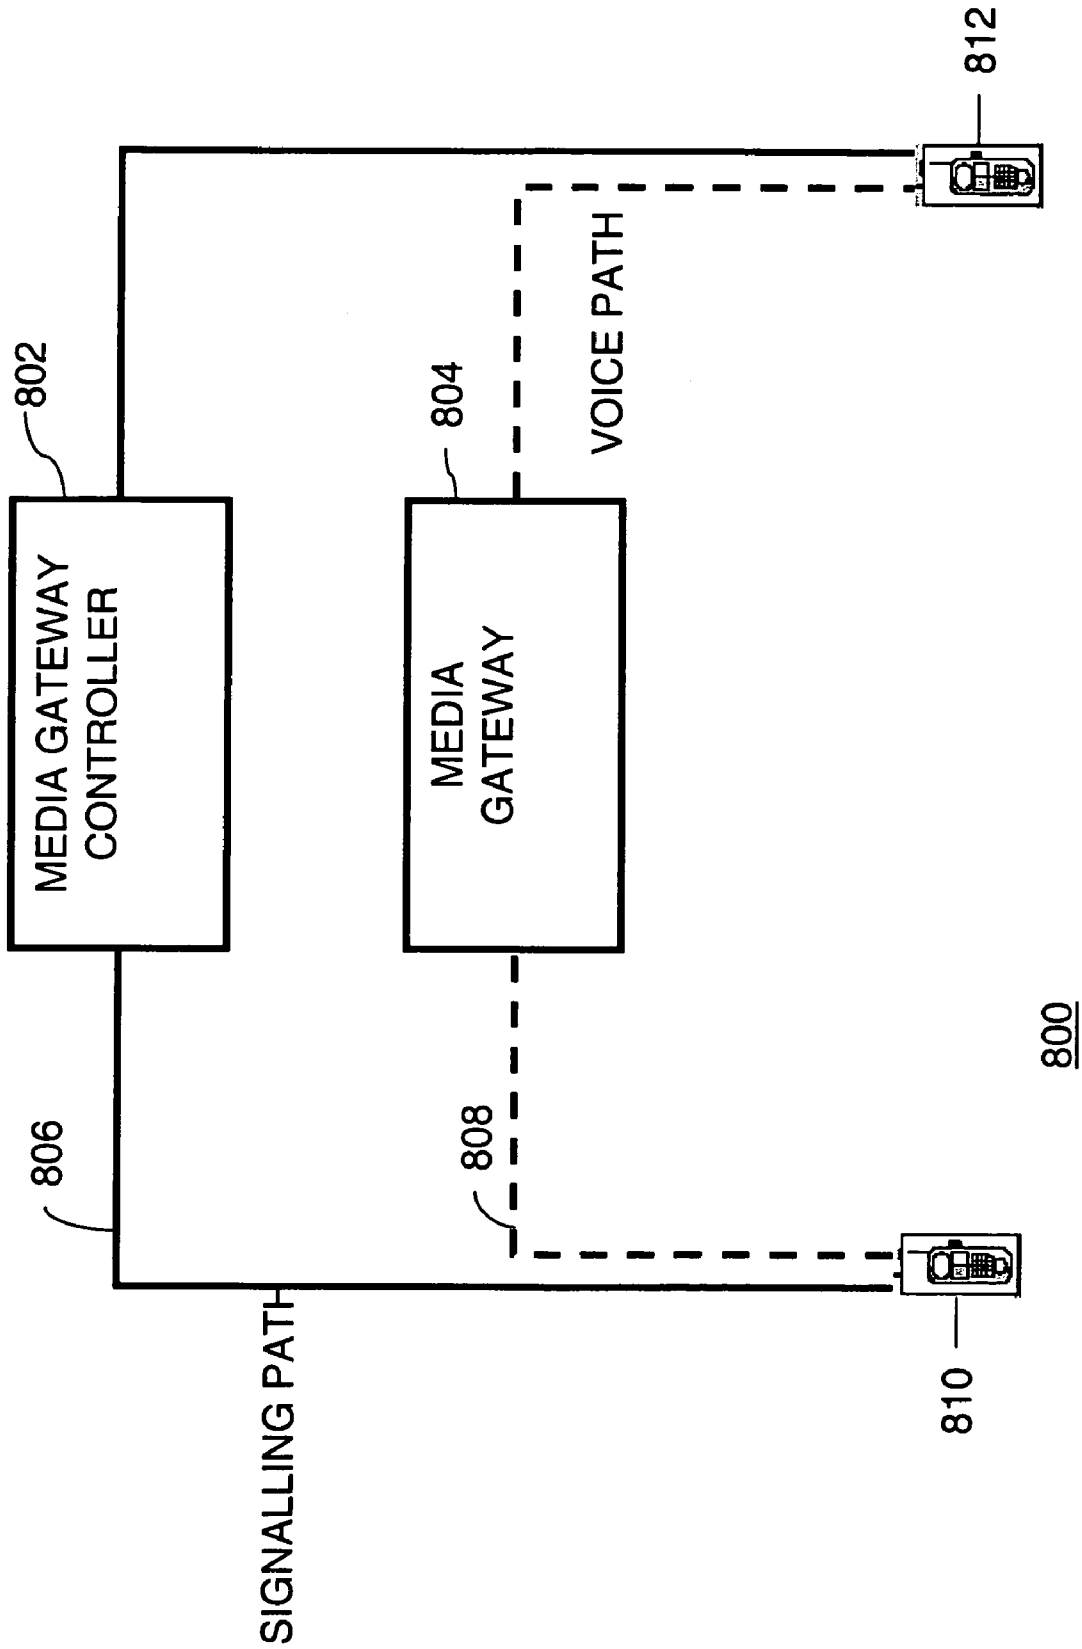 802
MEDIA GATEWAY
CONTROLLER
806
804
MEDIA
GATEWAY
808
VOICE PATH
SIGNALLING PATH
810
812
800